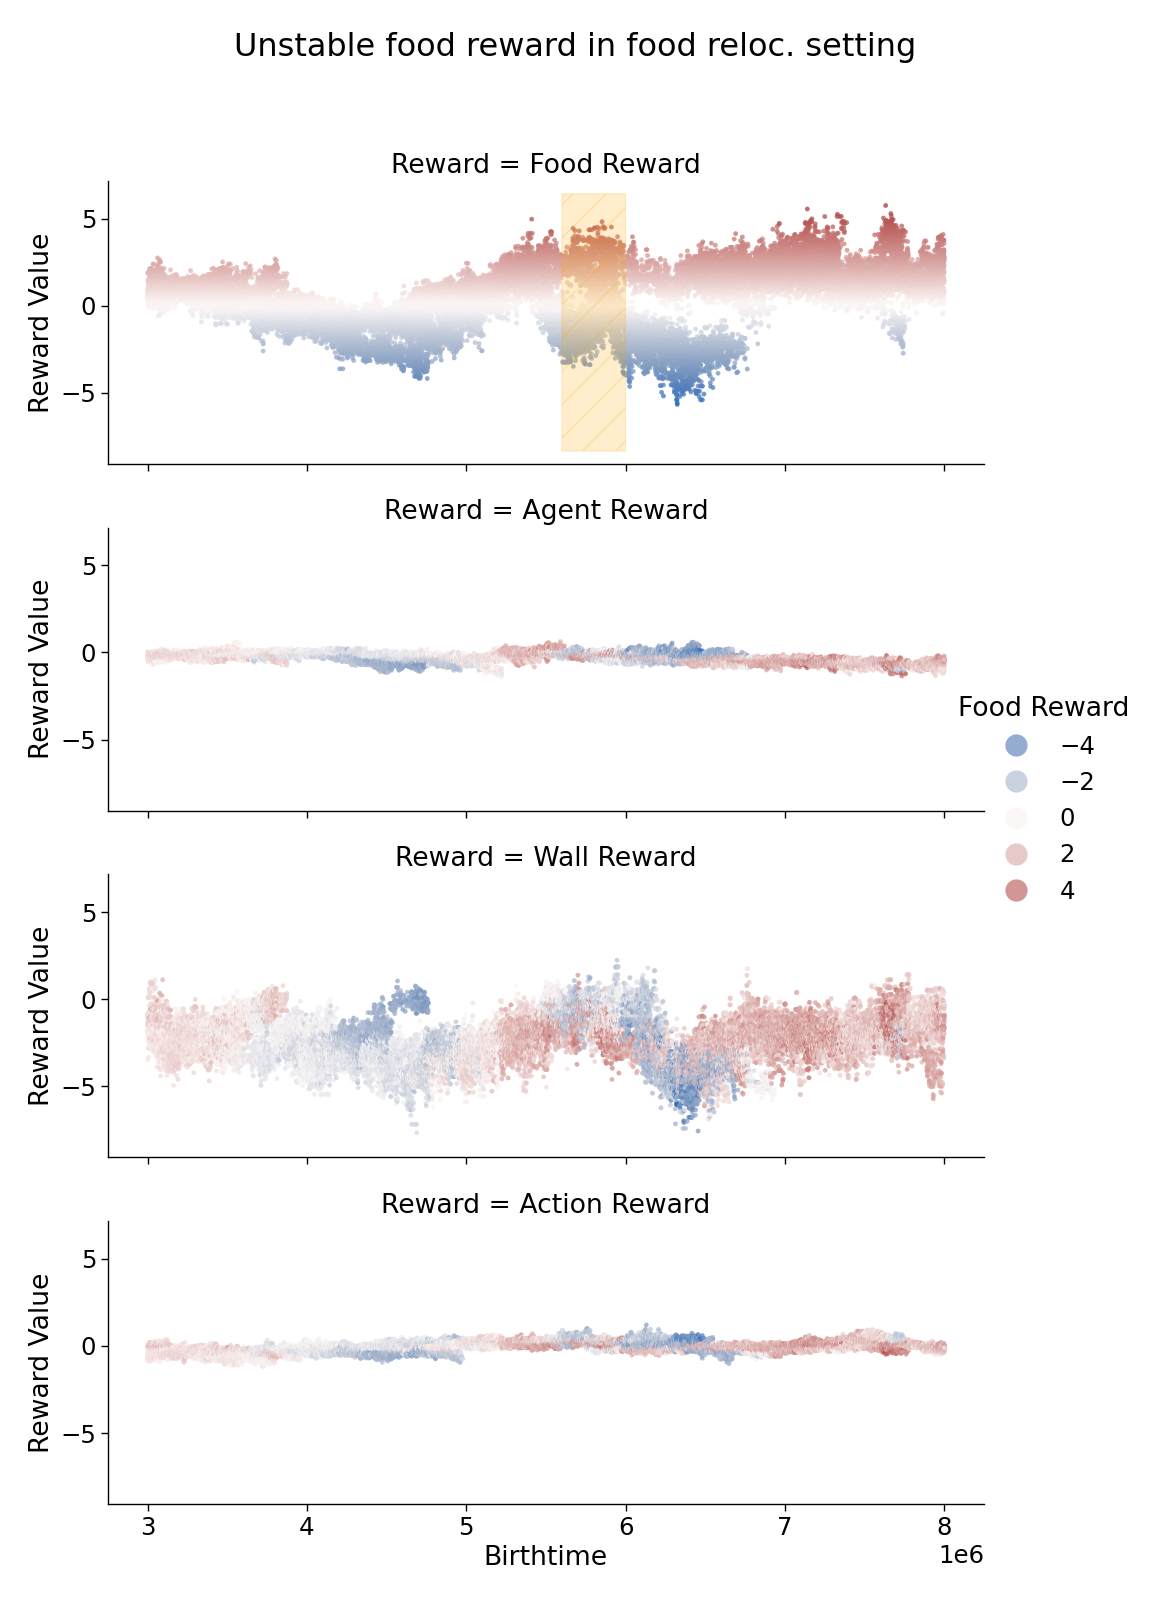 Unstable food reward in food reloc. setting
Reward = Food Reward
Reward Value
5
0
−5
Reward = Agent Reward
Reward Value
5
0
−5
Food Reward
−4
−2
0
2
4
Reward = Wall Reward
Reward Value
5
0
−5
Reward = Action Reward
Reward Value
5
0
−5
3 4 5 6 7 8
Birthtime
1e6